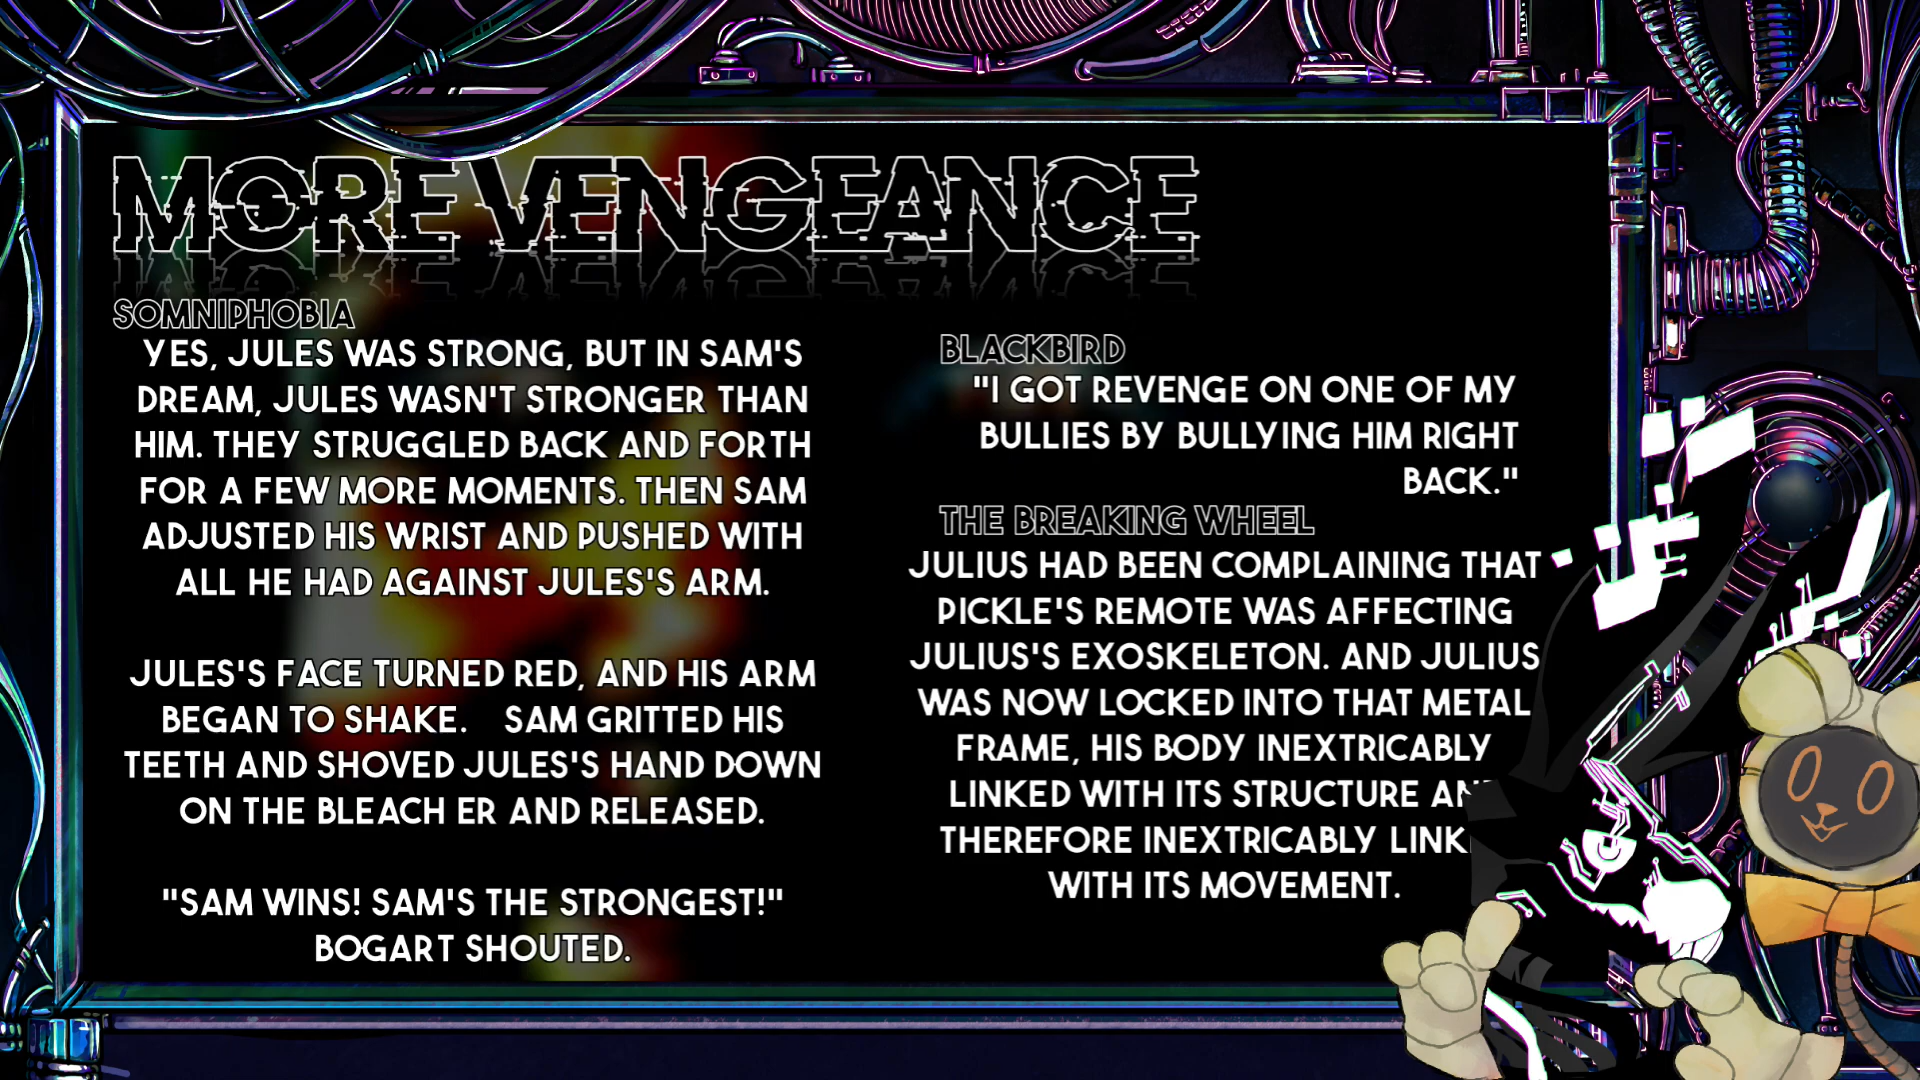 MORE VENGEANCE
SOMNIPHOBIA
YES, JULES WAS STRONG, BUT IN SAM'S
DREAM, JULES WASN'T STRONGER THAN
HIM. THEY STRUGGLED BACK AND FORTH
FOR A FEW MORE MOMENTS. THEN SAM
ADJUSTED HIS WRIST AND PUSHED WITH
ALL HE HAD AGAINST JULES'S ARM.
JULES'S FACE TURNED RED, AND HIS ARM
BEGAN TO SHAKE. SAM GRITTED HIS
TEETH AND SHOVED JULES'S HAND DOWN
ON THE BLEACH ER AND RELEASED.
"SAM WINS! SAM'S THE STRONGEST!"
BOGART SHOUTED.
BLACKBIRD
"I GOT REVENGE ON ONE OF MY
BULLIES BY BULLYING HIM RIGHT
BACK."
THE BREAKING WHEEL
JULIUS HAD BEEN COMPLAINING THAT
PICKLE'S REMOTE WAS AFFECTING
JULIUS'S EXOSKELETON. AND JULIUS
WAS NOW LOCKED INTO THAT METAL
FRAME, HIS BODY INEXTRICABLY
LINKED WITH ITS STRUCTURE
THEREFORE INEXTRICABLY
WITH ITS MOVEMENT.